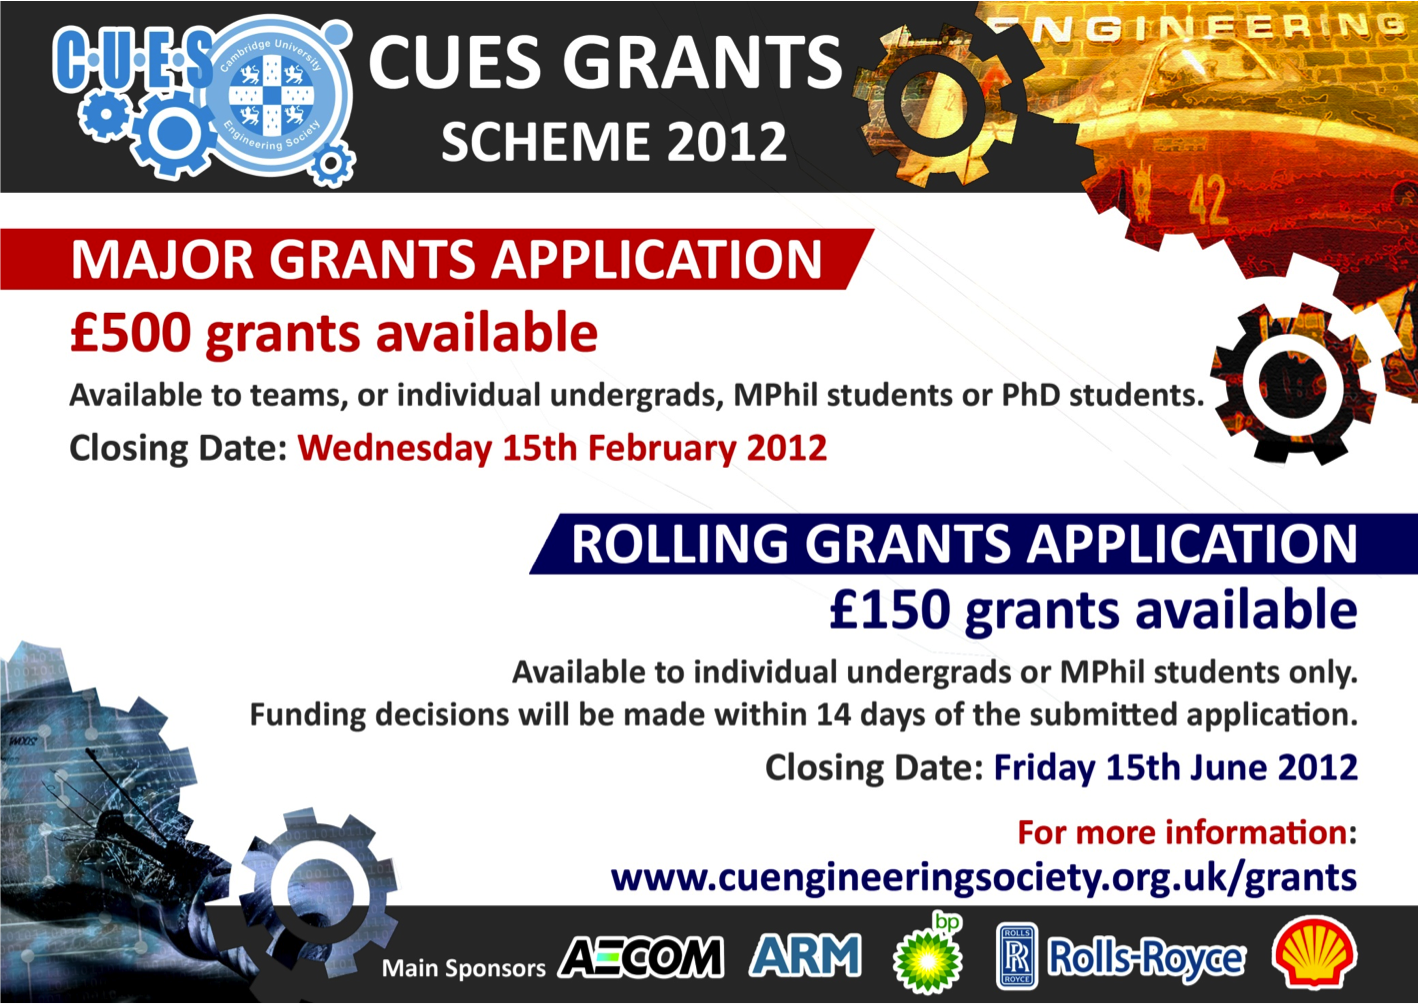 C·U·E·S
Cambridge University
Engineering Society
CUES GRANTS
SCHEME 2012
ENGINEERING
42
MAJOR GRANTS APPLICATION
£500 grants available
Available to teams, or individual undergrads, MPhil students or PhD students.
Closing Date: Wednesday 15th February 2012
ROLLING GRANTS APPLICATION
£150 grants available
Available to individual undergrads or MPhil students only.
Funding decisions will be made within 14 days of the submitted application.
Closing Date: Friday 15th June 2012
For more information:
www.cuengineeringsociety.org.uk/grants
Main Sponsors
AECOM
ARM
bp
ROLLS
RR
ROYCE
Rolls-Royce